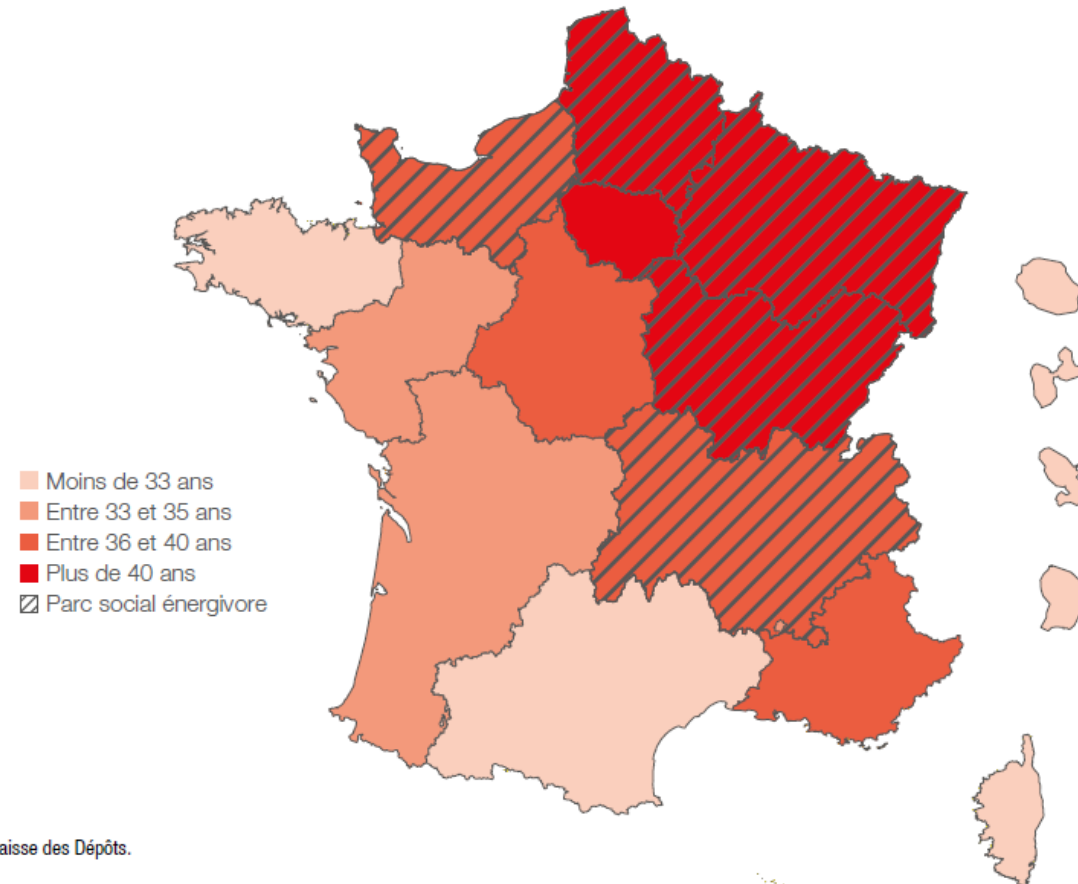 Moins de 33 ans
Entre 33 et 35 ans
Entre 36 et 40 ans
Plus de 40 ans
Parc social énergivore
aisse des Dépôts.